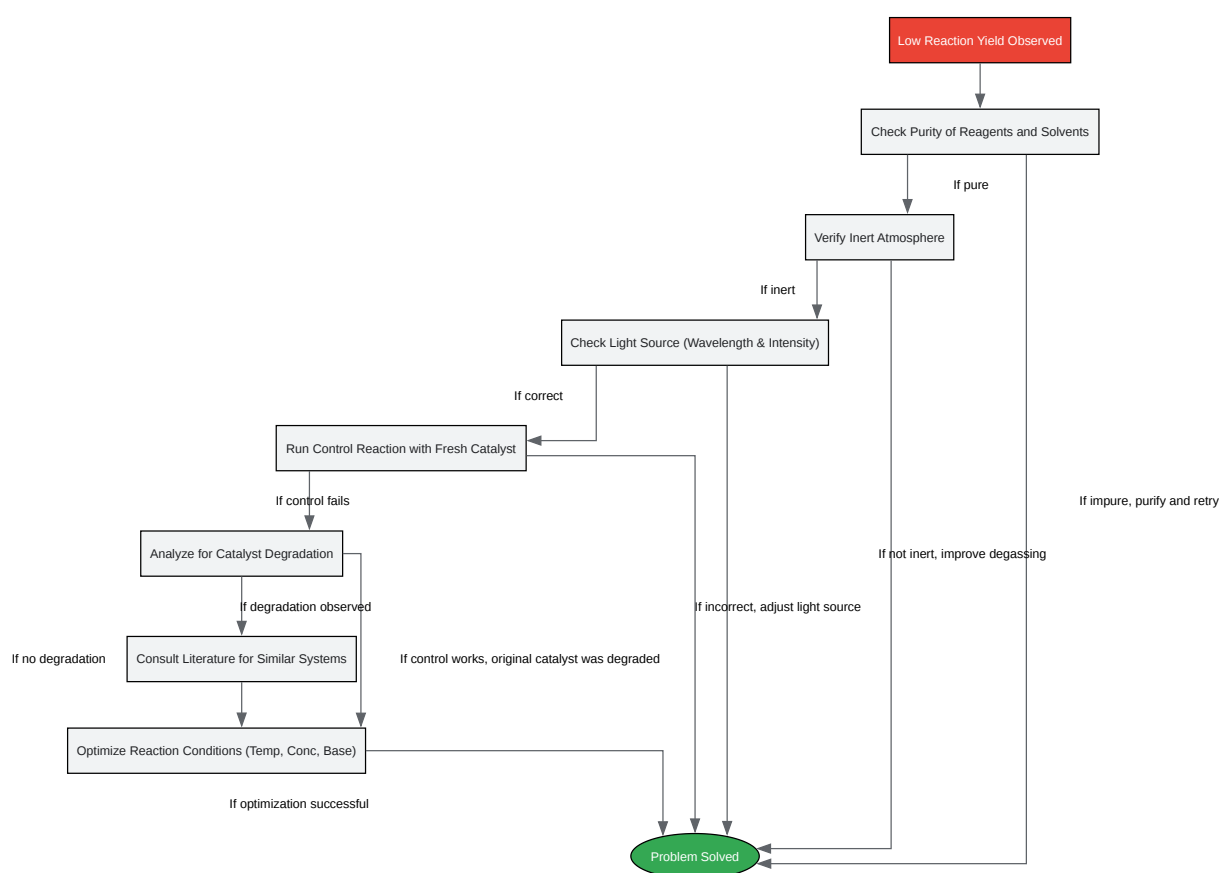 Low Reaction Yield Observed
Check Purity of Reagents and Solvents
If pure
Verify Inert Atmosphere
If inert
Check Light Source (Wavelength & Intensity)
If correct
Run Control Reaction with Fresh Catalyst
If control fails
If impure, purify and retry
Analyze for Catalyst Degradation
If not inert, improve degassing
If degradation observed
If incorrect, adjust light source
If no degradation
Consult Literature for Similar Systems
If control works, original catalyst was degraded
Optimize Reaction Conditions (Temp, Conc, Base)
If optimization successful
Problem Solved